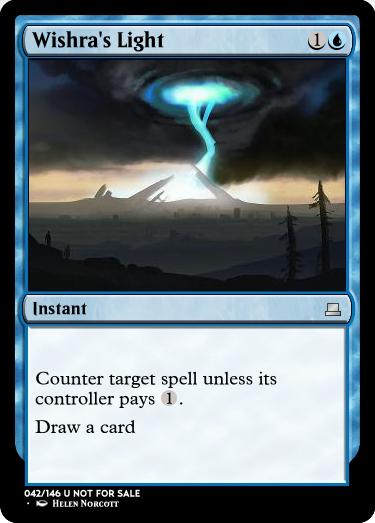 Wishra's Light 1
Instant
Counter target spell unless its
controller pays 1.
Draw a card
042/146 U NOT FOR SALE
· Helen Norcott